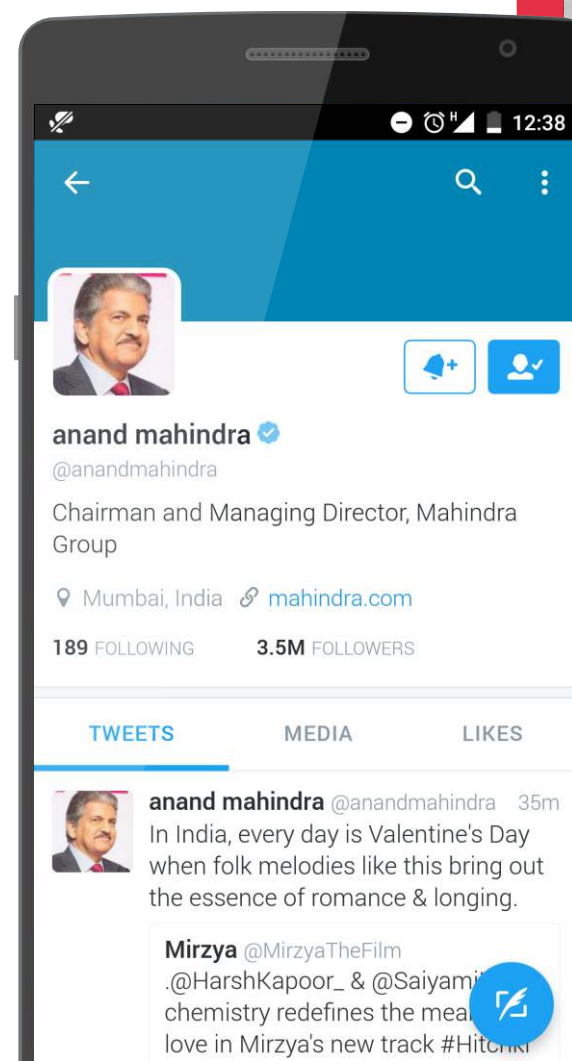 H 12:38
anand mahindra
@anandmahindra
Chairman and Managing Director, Mahindra
Group
Mumbai, India mahindra.com
189 FOLLOWING 3.5M FOLLOWERS
TWEETS MEDIA LIKES
anand mahindra @anandmahindra 35m
In India, every day is Valentine's Day
when folk melodies like this bring out
the essence of romance & longing.
Mirzya @MirzyaTheFilm
.@HarshKapoor_ & @Saiyami
chemistry redefines the
love in Mirzya's new track